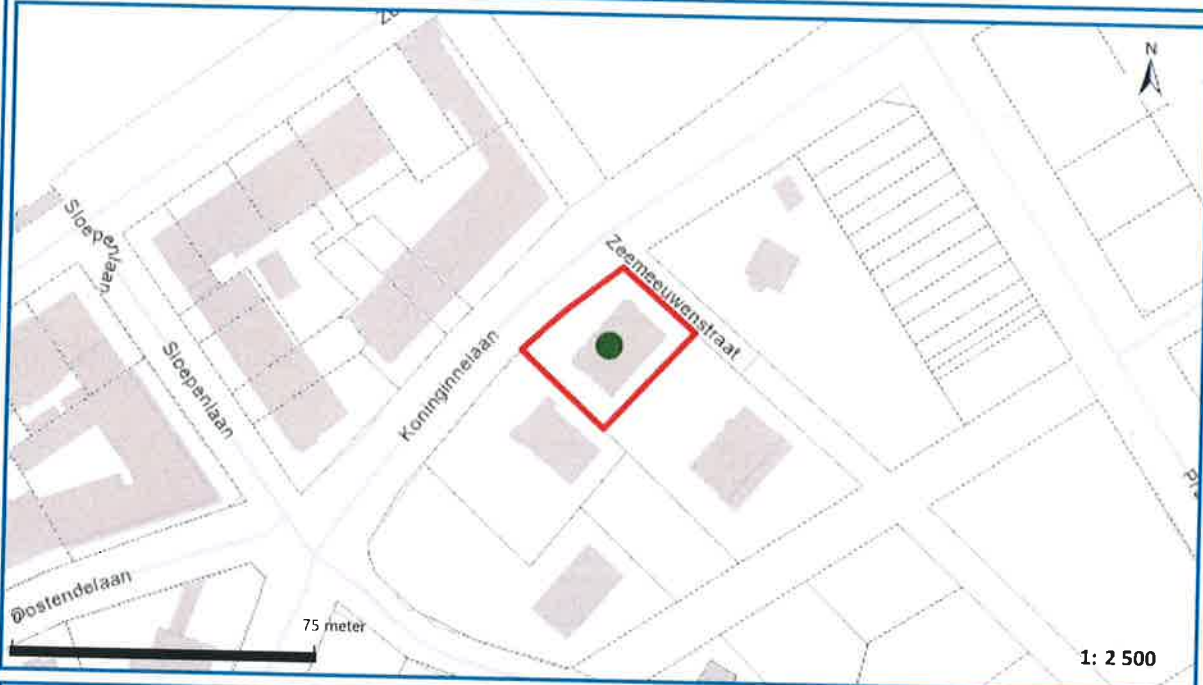 N
Sloepenlaan
Zeemeeuwenstraat
Sloepenlaan
Koninginnelaan
Oostendelaan
75 meter
1: 2 500